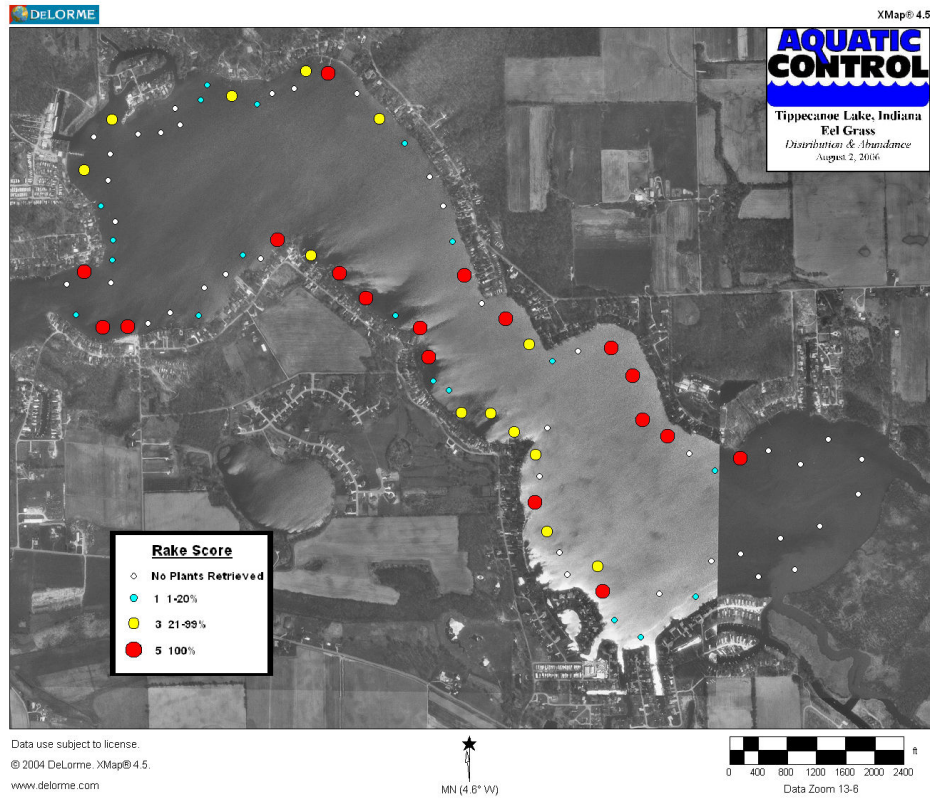 DELORME
XMap® 4.5
AQUATIC
CONTROL
Tippecanoe Lake, Indiana
Eel Grass
Distribution & Abundance
August 2, 2006
Rake Score
No Plants Retrieved
1 1-20%
3 21-99%
5 100%
Data use subject to license.
© 2004 DeLorme. XMap® 4.5.
www.delorme.com
MN (4.6° W)
ft
0 400 800 1200 1600 2000 2400
Data Zoom 13-6